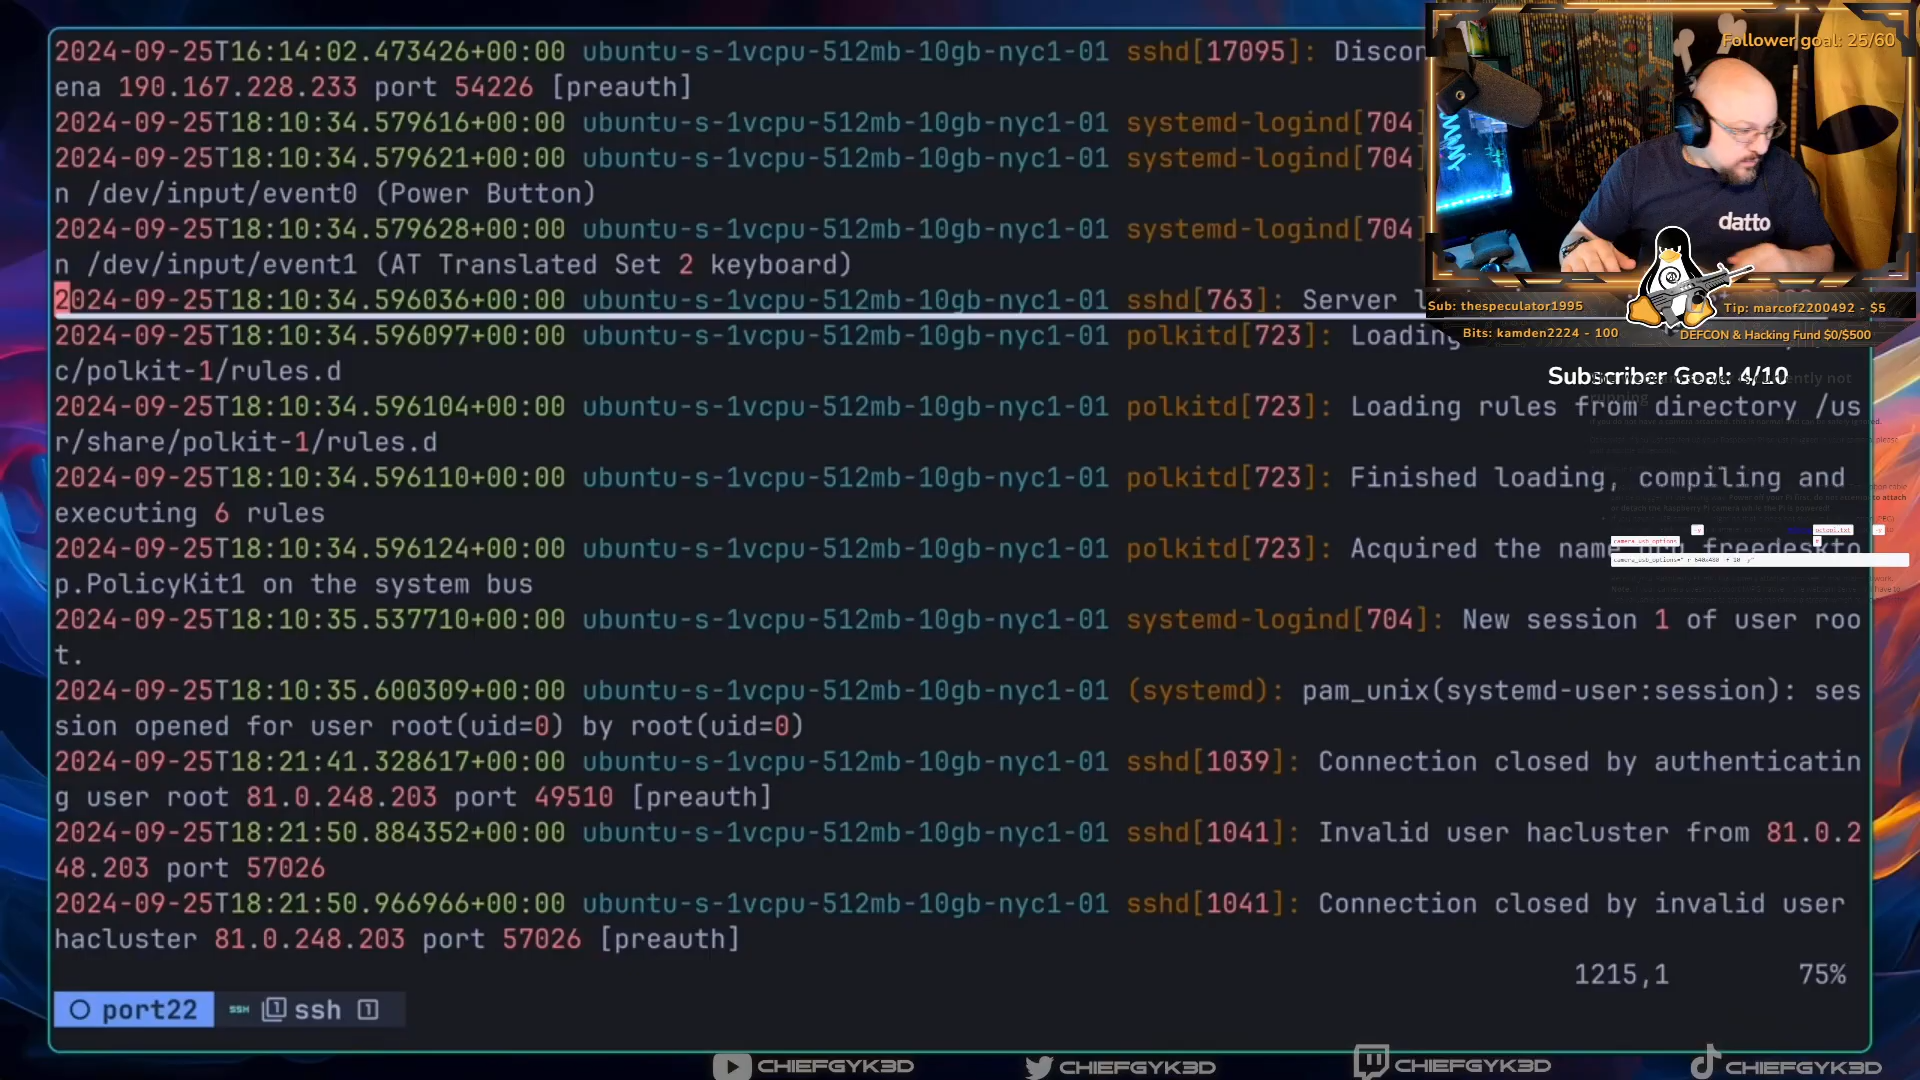 2024-09-25T16:14:02.473426+00:00 ubuntu-s-1vcpu-512mb-10gb-nyc1-01 sshd[17095]: Discon
ena 190.167.228.233 port 54226 [preauth]
2024-09-25T18:10:34.579616+00:00 ubuntu-s-1vcpu-512mb-10gb-nyc1-01 systemd-logind[704]
2024-09-25T18:10:34.579621+00:00 ubuntu-s-1vcpu-512mb-10gb-nyc1-01 systemd-logind[704]
n /dev/input/event0 (Power Button)
2024-09-25T18:10:34.579628+00:00 ubuntu-s-1vcpu-512mb-10gb-nyc1-01 systemd-logind[704]
n /dev/input/event1 (AT Translated Set 2 keyboard)
2024-09-25T18:10:34.596036+00:00 ubuntu-s-1vcpu-512mb-10gb-nyc1-01 sshd[763]: Server l
2024-09-25T18:10:34.596097+00:00 ubuntu-s-1vcpu-512mb-10gb-nyc1-01 polkitd[723]: Loading
c/polkit-1/rules.d
2024-09-25T18:10:34.596104+00:00 ubuntu-s-1vcpu-512mb-10gb-nyc1-01 polkitd[723]: Loading rules from directory /us
r/share/polkit-1/rules.d
2024-09-25T18:10:34.596110+00:00 ubuntu-s-1vcpu-512mb-10gb-nyc1-01 polkitd[723]: Finished loading, compiling and
executing 6 rules
2024-09-25T18:10:34.596124+00:00 ubuntu-s-1vcpu-512mb-10gb-nyc1-01 polkitd[723]: Acquired the name org.freedeskto
p.PolicyKit1 on the system bus
2024-09-25T18:10:35.537710+00:00 ubuntu-s-1vcpu-512mb-10gb-nyc1-01 systemd-logind[704]: New session 1 of user roo
t.
2024-09-25T18:10:35.600309+00:00 ubuntu-s-1vcpu-512mb-10gb-nyc1-01 (systemd): pam_unix(systemd-user:session): ses
sion opened for user root(uid=0) by root(uid=0)
2024-09-25T18:21:41.328617+00:00 ubuntu-s-1vcpu-512mb-10gb-nyc1-01 sshd[1039]: Connection closed by authenticatin
g user root 81.0.248.203 port 49510 [preauth]
2024-09-25T18:21:50.884352+00:00 ubuntu-s-1vcpu-512mb-10gb-nyc1-01 sshd[1041]: Invalid user hacluster from 81.0.2
48.203 port 57026
2024-09-25T18:21:50.966966+00:00 ubuntu-s-1vcpu-512mb-10gb-nyc1-01 sshd[1041]: Connection closed by invalid user
hacluster 81.0.248.203 port 57026 [preauth]
1215,1 75%
port22 SSH 1 ssh 1
Follower goal: 25/60
datto
Sub: thespeculator1995
Tip: marcof2200492 - $5
Bits: kamden2224 - 100
DEFCON & Hacking Fund $0/$500
Subscriber Goal: 4/10
octopi.txt
camera_usb_options
CHIEFGYK3D
CHIEFGYK3D
CHIEFGYK3D
CHIEFGYK3D